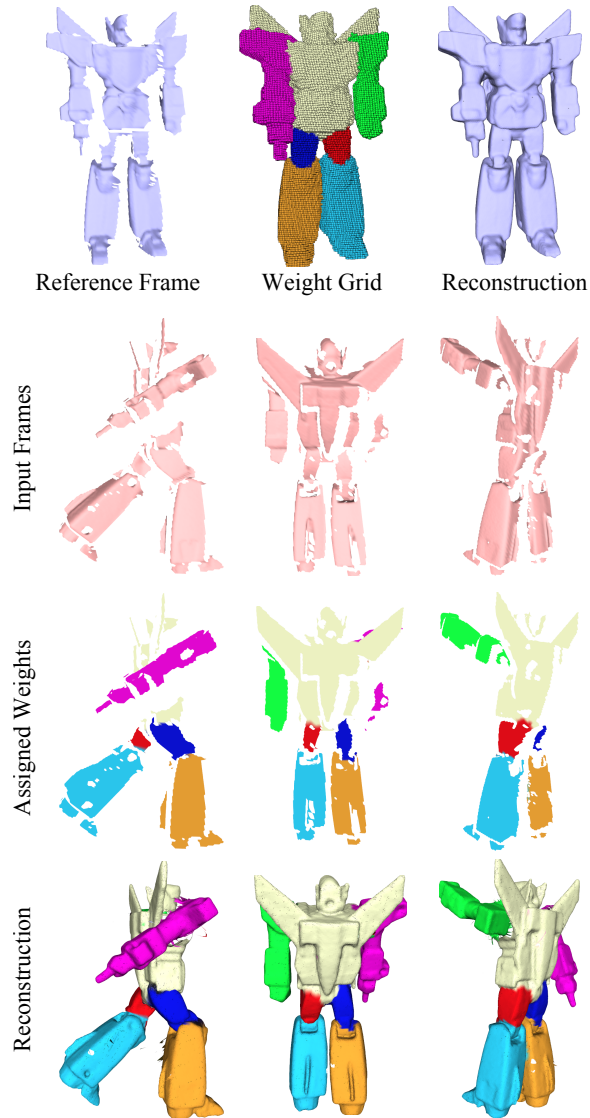 Reference Frame
Weight Grid
Reconstruction
Input Frames
Assigned Weights
Reconstruction